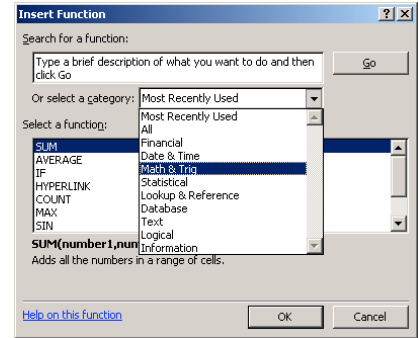 Insert Function
Search for a function:
Type a brief description of what you want to do and then
click Go
Go
Or select a category: Most Recently Used
Most Recently Used
All
Financial
Date & Time
Math & Trig
Statistical
Lookup & Reference
Database
Text
Logical
Information
Select a function:
SUM
AVERAGE
IF
HYPERLINK
COUNT
MAX
SIN
SUM(number1,num
Adds all the numbers in a range of cells.
Help on this function
OK
Cancel